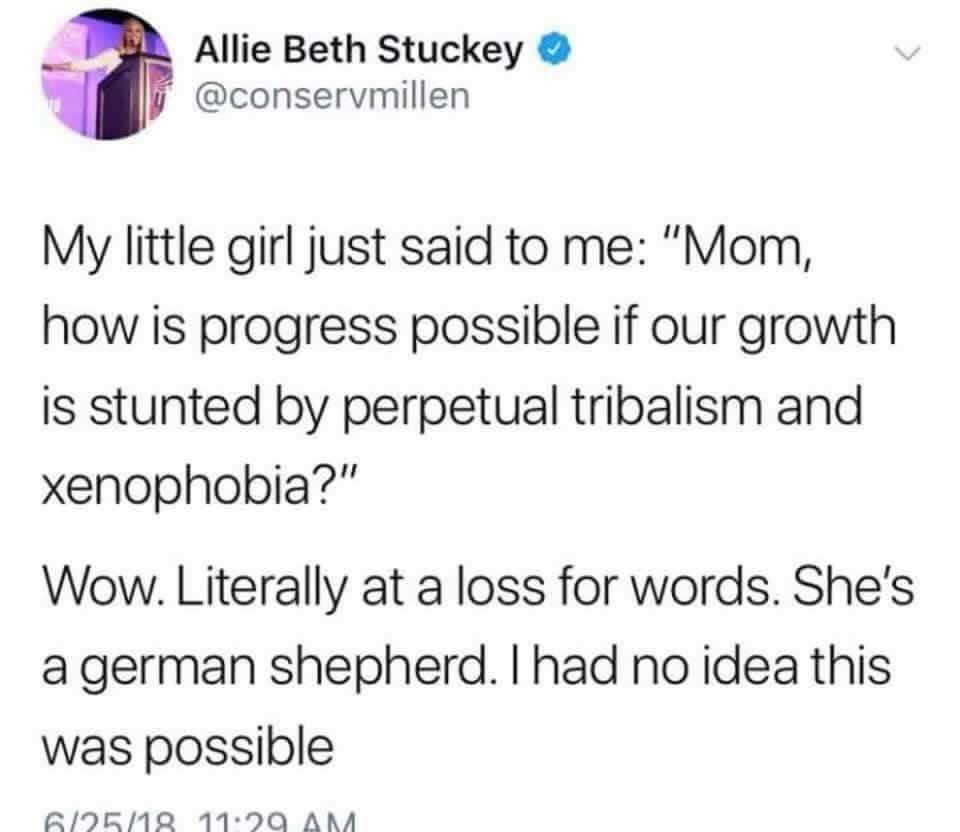 Allie Beth Stuckey
@conservmillen
My little girl just said to me: "Mom,
how is progress possible if our growth
is stunted by perpetual tribalism and
xenophobia?"
Wow. Literally at a loss for words. She's
a german shepherd. I had no idea this
was possible
6/25/18 11:29 AM